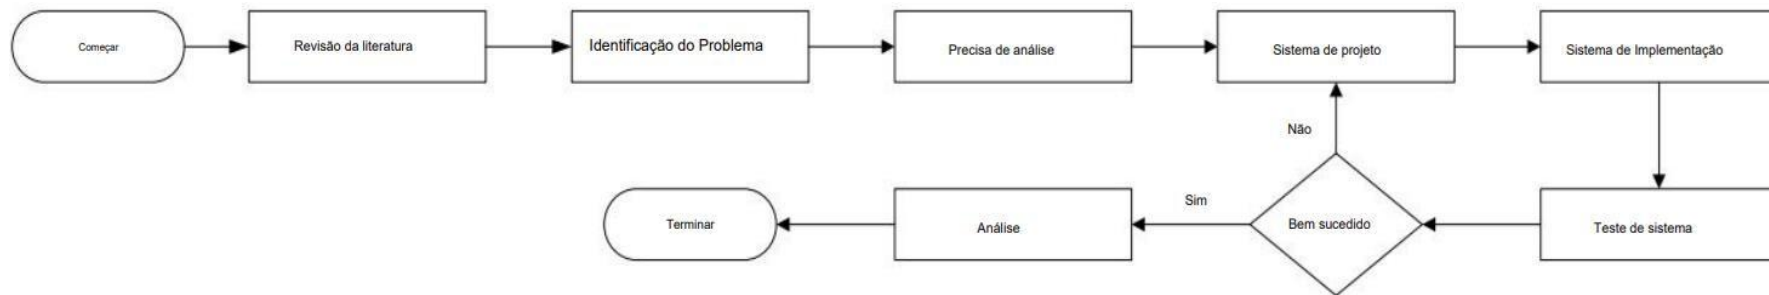 Começar
Revisão da literatura
Identificação do Problema
Precisa de análise
Sistema de projeto
Sistema de Implementação
Não
Sim
Terminar
Análise
Bem sucedido
Teste de sistema